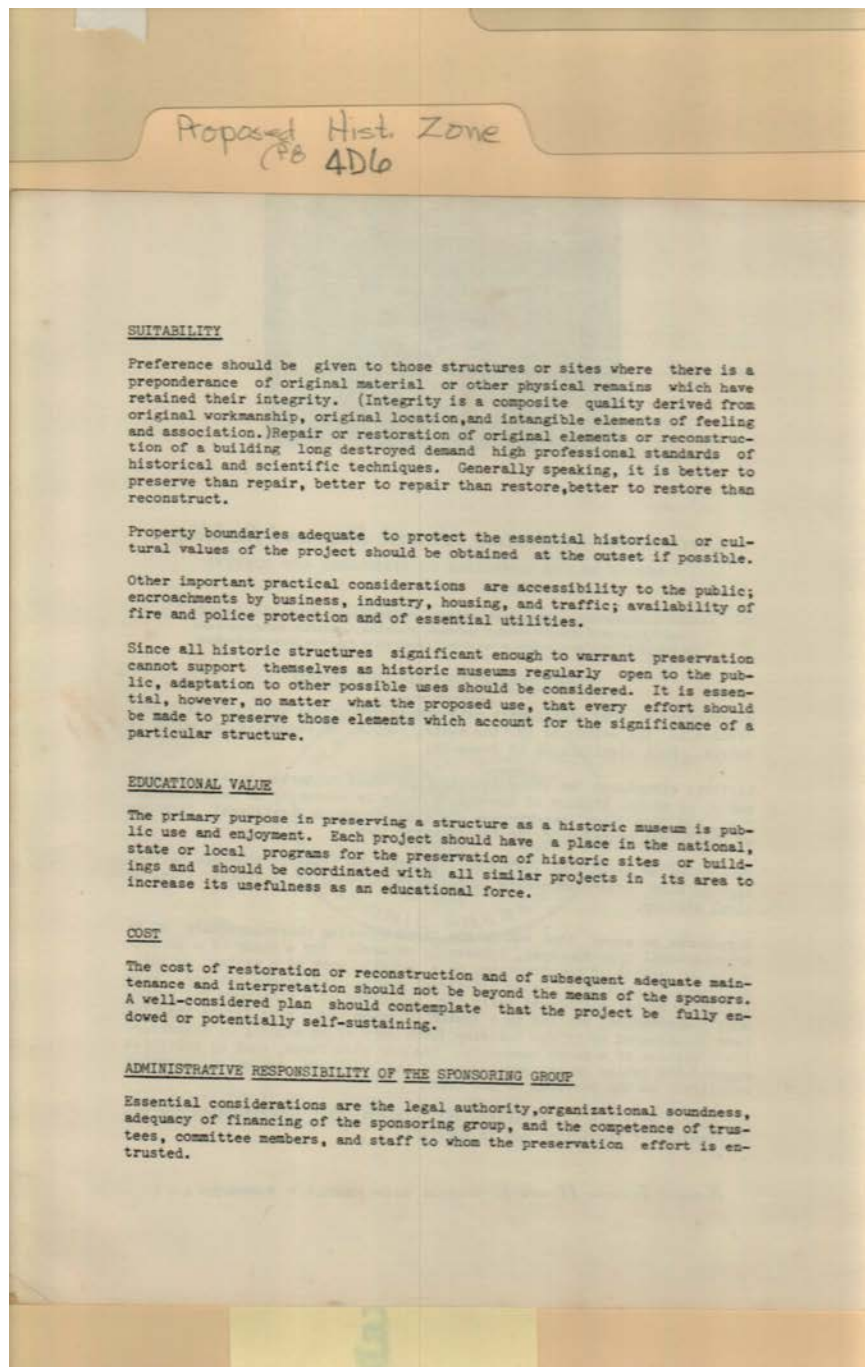 Proposed Hist. Zone
4D6
SUITABILITY
Preference should be given to those structures or sites where there is a
preponderance of original material or other physical remains which have
retained their integrity. (Integrity is a composite quality derived from
original workmanship, original location,and intangible elements of feeling
and association.)Repair or restoration of original elements or reconstruc-
tion of a building long destroyed demand high professional standards of
historical and scientific techniques. Generally speaking, it is better to
preserve than repair, better to repair than restore,better to restore than
reconstruct.
Property boundaries adequate to protect the essential historical or cul-
tural values of the project should be obtained at the outset if possible.
Other important practical considerations are accessibility to the public;
encroachments by business, industry, housing, and traffic; availability of
fire and police protection and of essential utilities.
Since all historic structures significant enough to warrant preservation
cannot support themselves as historic museums regularly open to the pub-
lic, adaptation to other possible uses should be considered. It is essen-
tial, however, no matter what the proposed use, that every effort should
be made to preserve those elements which account for the significance of a
particular structure.
EDUCATIONAL VALUE
The primary purpose in preserving a structure as a historic museum is pub-
lic use and enjoyment. Each project should have a place in the national,
state or local programs for the preservation of historic sites or build-
ings and should be coordinated with all similar projects in its area to
increase its usefulness as an educational force.
COST
The cost of restoration or reconstruction and of subsequent adequate main-
tenance and interpretation should not be beyond the means of the sponsors.
A well-considered plan should contemplate that the project be fully en-
dowed or potentially self-sustaining.
ADMINISTRATIVE RESPONSIBILITY OF THE SPONSORING GROUP
Essential considerations are the legal authority,organizational soundness,
adequacy of financing of the sponsoring group, and the competence of trus-
tees, committee members, and staff to whom the preservation effort is en-
trusted.